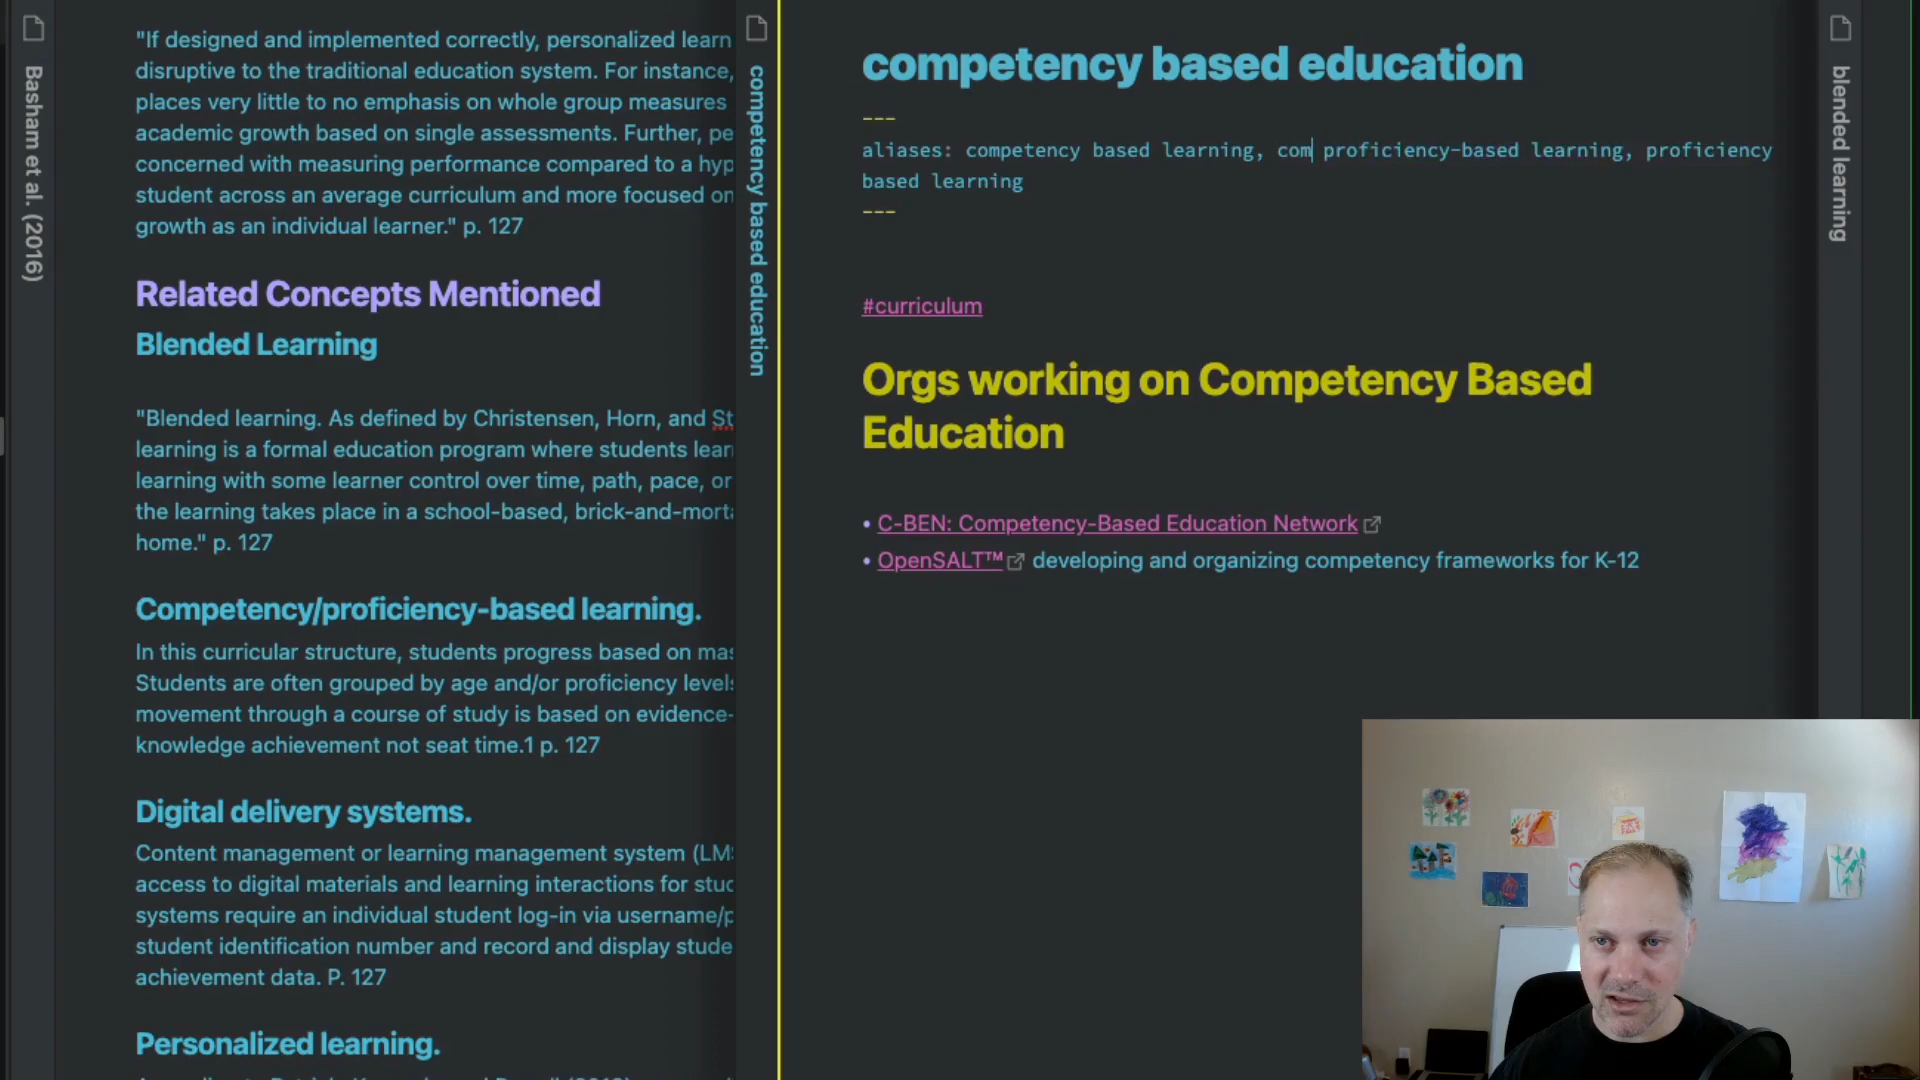 Basham et al. (2016)
"If designed and implemented correctly, personalized learn
disruptive to the traditional education system. For instance,
places very little to no emphasis on whole group measures
academic growth based on single assessments. Further, pe
concerned with measuring performance compared to a hyp
student across an average curriculum and more focused on
growth as an individual learner." p. 127
Related Concepts Mentioned
Blended Learning
"Blended learning. As defined by Christensen, Horn, and St
learning is a formal education program where students lear
learning with some learner control over time, path, pace, or
the learning takes place in a school-based, brick-and-morta
home." p. 127
Competency/proficiency-based learning.
In this curricular structure, students progress based on mas
Students are often grouped by age and/or proficiency levels
movement through a course of study is based on evidence-
knowledge achievement not seat time.1 p. 127
Digital delivery systems.
Content management or learning management system (LMS
access to digital materials and learning interactions for stud
systems require an individual student log-in via username/p
student identification number and record and display stude
achievement data. P. 127
Personalized learning.
competency based education
competency based education
---
aliases: competency based learning, com proficiency-based learning, proficiency
based learning
---
#curriculum
Orgs working on Competency Based
Education
• C-BEN: Competency-Based Education Network
• OpenSALT™ developing and organizing competency frameworks for K-12
blended learning